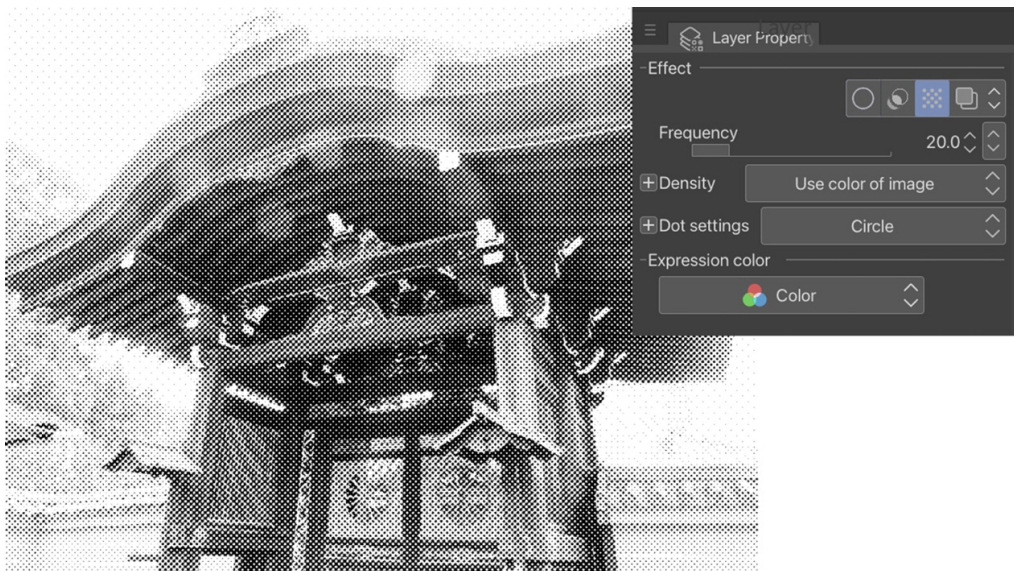 Layer Property
Effect
Frequency
20.0
Density
Use color of image
Dot settings
Circle
Expression color
Color